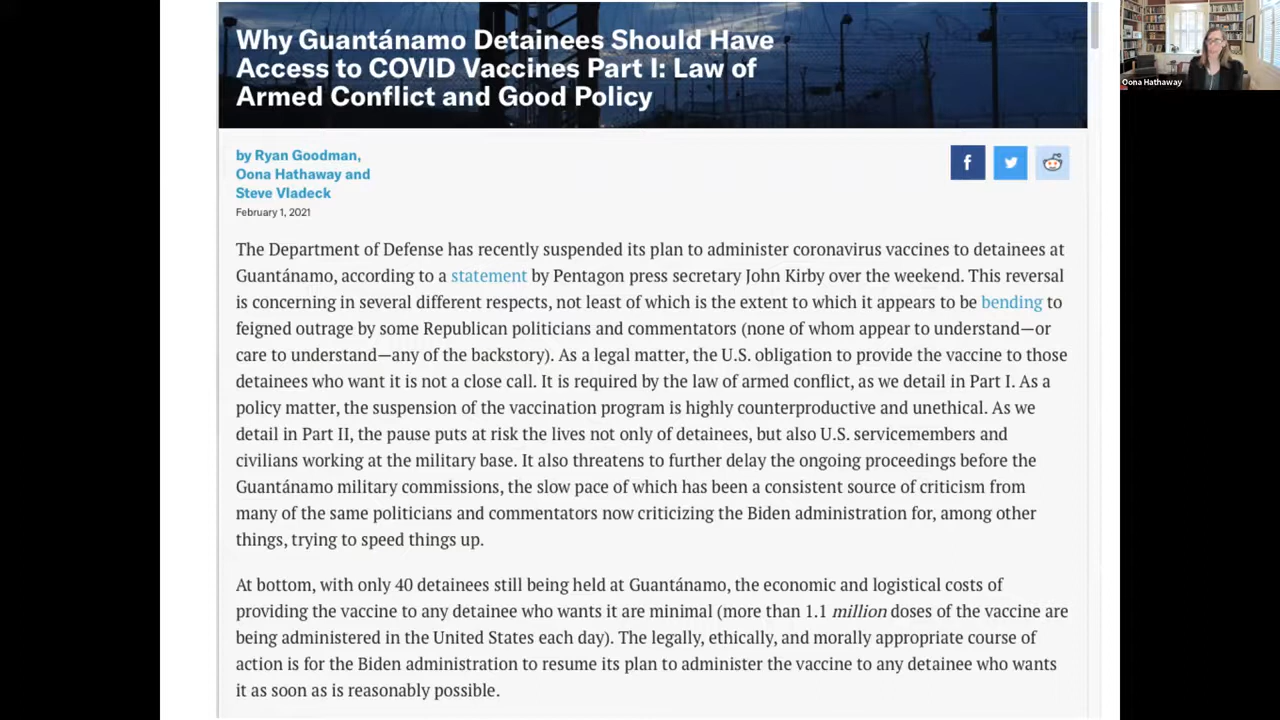 Why Guantánamo Detainees Should Have
Access to COVID Vaccines Part I: Law of
Armed Conflict and Good Policy
Oona Hathaway
by Ryan Goodman,
Oona Hathaway and
Steve Vladeck
February 1, 2021
The Department of Defense has recently suspended its plan to administer coronavirus vaccines to detainees at
Guantánamo, according to a statement by Pentagon press secretary John Kirby over the weekend. This reversal
is concerning in several different respects, not least of which is the extent to which it appears to be bending to
feigned outrage by some Republican politicians and commentators (none of whom appear to understand—or
care to understand—any of the backstory). As a legal matter, the U.S. obligation to provide the vaccine to those
detainees who want it is not a close call. It is required by the law of armed conflict, as we detail in Part I. As a
policy matter, the suspension of the vaccination program is highly counterproductive and unethical. As we
detail in Part II, the pause puts at risk the lives not only of detainees, but also U.S. servicemembers and
civilians working at the military base. It also threatens to further delay the ongoing proceedings before the
Guantánamo military commissions, the slow pace of which has been a consistent source of criticism from
many of the same politicians and commentators now criticizing the Biden administration for, among other
things, trying to speed things up.
At bottom, with only 40 detainees still being held at Guantánamo, the economic and logistical costs of
providing the vaccine to any detainee who wants it are minimal (more than 1.1 million doses of the vaccine are
being administered in the United States each day). The legally, ethically, and morally appropriate course of
action is for the Biden administration to resume its plan to administer the vaccine to any detainee who wants
it as soon as is reasonably possible.